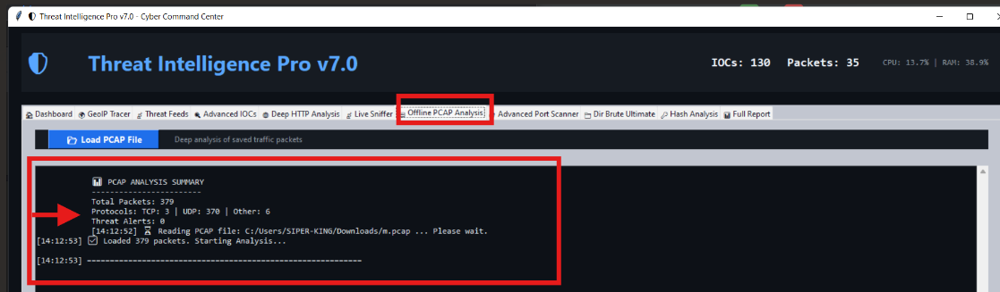 Threat Intelligence Pro v7.0 - Cyber Command Center
Threat Intelligence Pro v7.0
IOCs: 130 Packets: 35 CPU: 13.7% | RAM: 38.9%
Dashboard GeoIP Tracer Threat Feeds Advanced IOCs Deep HTTP Analysis Live Sniffer Offline PCAP Analysis Advanced Port Scanner Dir Brute Ultimate Hash Analysis Full Report
Load PCAP File Deep analysis of saved traffic packets
PCAP ANALYSIS SUMMARY
------------------------
Total Packets: 379
Protocols: TCP: 3 | UDP: 370 | Other: 6
Threat Alerts: 0
[14:12:52] ⏳ Reading PCAP file: C:/Users/SIPER-KING/Downloads/m.pcap ... Please wait.
[14:12:53] ☑ Loaded 379 packets. Starting Analysis...
[14:12:53] ------------------------------------------------------------